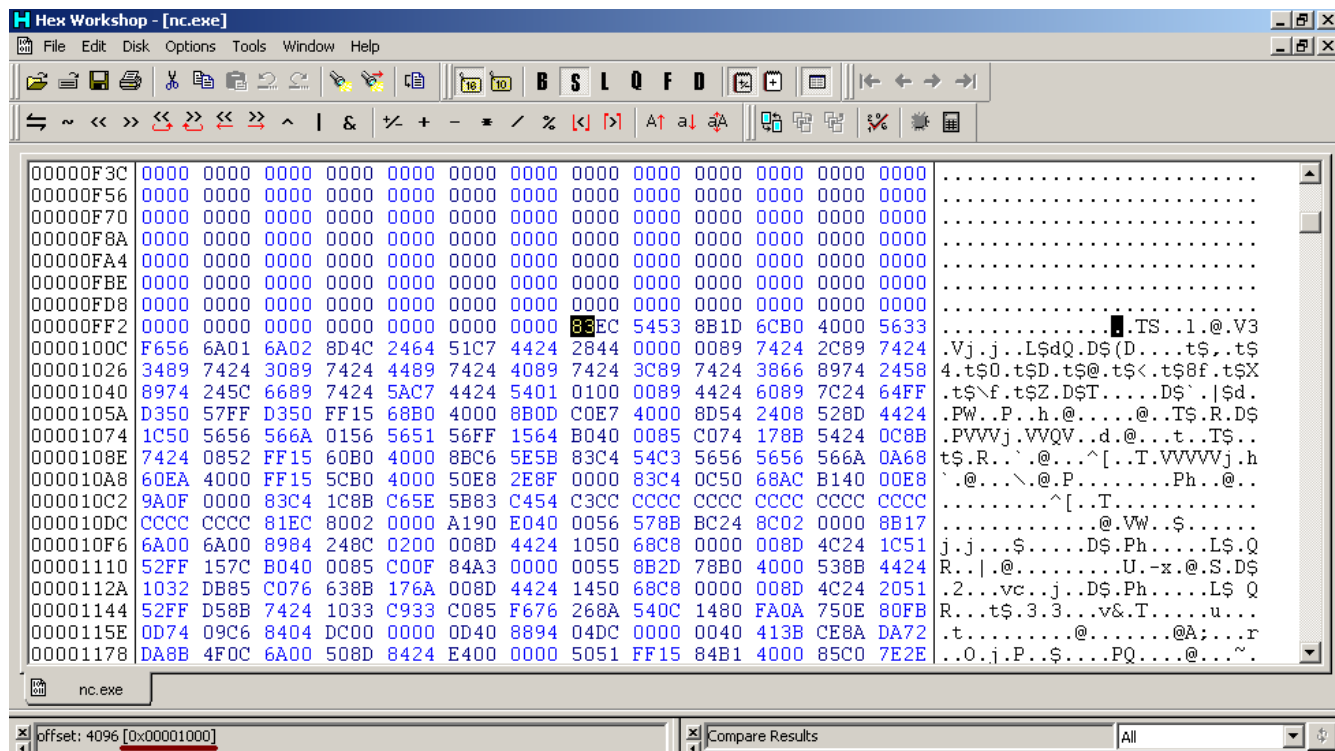 Hex Workshop - [nc.exe]
File Edit Disk Options Tools Window Help
16 10 B S L Q F D
<< >> << >> << >> ^ | & +/- + - * / % A↑ a↓
00000F3C 0000 0000 0000 0000 0000 0000 0000 0000 0000 0000 0000 0000 0000 ..........................
00000F56 0000 0000 0000 0000 0000 0000 0000 0000 0000 0000 0000 0000 0000 ..........................
00000F70 0000 0000 0000 0000 0000 0000 0000 0000 0000 0000 0000 0000 0000 ..........................
00000F8A 0000 0000 0000 0000 0000 0000 0000 0000 0000 0000 0000 0000 0000 ..........................
00000FA4 0000 0000 0000 0000 0000 0000 0000 0000 0000 0000 0000 0000 0000 ..........................
00000FBE 0000 0000 0000 0000 0000 0000 0000 0000 0000 0000 0000 0000 0000 ..........................
00000FD8 0000 0000 0000 0000 0000 0000 0000 0000 0000 0000 0000 0000 0000 ..........................
00000FF2 0000 0000 0000 0000 0000 0000 0000 83EC 5453 8B1D 6CB0 4000 5633 ................TS..l.@.V3
0000100C F656 6A01 6A02 8D4C 2464 51C7 4424 2844 0000 0089 7424 2C89 7424 .Vj.j..L$dQ.D$(D....t$,.t$
00001026 3489 7424 3089 7424 4489 7424 4089 7424 3C89 7424 3866 8974 2458 4.t$0.t$D.t$@.t$<.t$8f.t$X
00001040 8974 245C 6689 7424 5AC7 4424 5401 0100 0089 4424 6089 7C24 64FF .t$\f.t$Z.D$T.....D$`.|$d.
0000105A D350 57FF D350 FF15 68B0 4000 8B0D C0E7 4000 8D54 2408 528D 4424 .PW..P..h.@.....@..T$.R.D$
00001074 1C50 5656 566A 0156 5651 56FF 1564 B040 0085 C074 178B 5424 0C8B .PVVVj.VVQV..d.@...t..T$..
0000108E 7424 0852 FF15 60B0 4000 8BC6 5E5B 83C4 54C3 5656 5656 566A 0A68 t$.R..`.@...^[..T.VVVVVj.h
000010A8 60EA 4000 FF15 5CB0 4000 50E8 2E8F 0000 83C4 0C50 68AC B140 00E8 `.@...\.@.P........Ph..@..
000010C2 9A0F 0000 83C4 1C8B C65E 5B83 C454 C3CC CCCC CCCC CCCC CCCC CCCC .........^[..T............
000010DC CCCC CCCC 81EC 8002 0000 A190 E040 0056 578B BC24 8C02 0000 8B17 .............@.VW..$......
000010F6 6A00 6A00 8984 248C 0200 008D 4424 1050 68C8 0000 008D 4C24 1C51 j.j...$.....D$.Ph.....L$.Q
00001110 52FF 157C B040 0085 C00F 84A3 0000 0055 8B2D 78B0 4000 538B 4424 R..|.@.........U.-x.@.S.D$
0000112A 1032 DB85 C076 638B 176A 008D 4424 1450 68C8 0000 008D 4C24 2051 .2...vc..j..D$.Ph.....L$ Q
00001144 52FF D58B 7424 1033 C933 C085 F676 268A 540C 1480 FA0A 750E 80FB R...t$.3.3...v&.T.....u...
0000115E 0D74 09C6 8404 DC00 0000 0D40 8894 04DC 0000 0040 413B CE8A DA72 .t.........@.......@A;...r
00001178 DA8B 4F0C 6A00 508D 8424 E400 0000 5051 FF15 84B1 4000 85C0 7E2E ..O.j.P..$....PQ....@...~.
nc.exe
offset: 4096 [0x00001000]
Compare Results
All